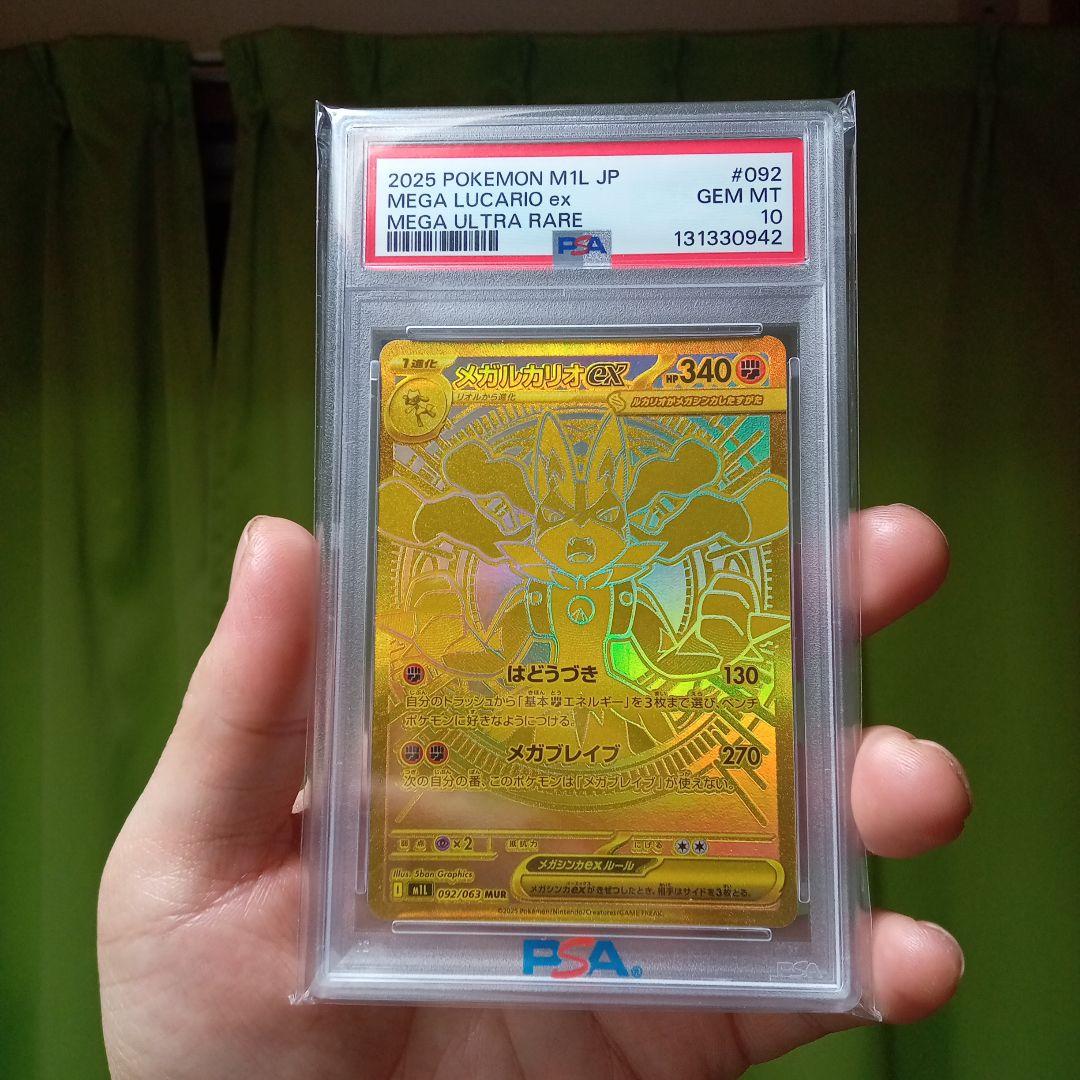 2025 POKEMON M1L JP #092
MEGA LUCARIO ex GEM MT
MEGA ULTRA RARE 10
PSA 131330942
1進化 メガルカリオex HP340
リオルから進化 ルカリオがメガシンカしたすがた
はどうづき 130
自分のトラッシュから「基本エネルギー」を3枚まで選び、ベンチ
ポケモンに好きなようにつける。
メガブレイブ 270
次の自分の番、このポケモンは「メガブレイブ」が使えない。
弱点 ×2 抵抗力 にげる
メガシンカexルール
Illus. 5ban Graphics
メガシンカexがきぜつしたとき、相手はサイドを3枚とる。
I M1L 092/063 MUR
©2025 Pokémon/Nintendo/Creatures/GAME FREAK.
PSA®
PSA